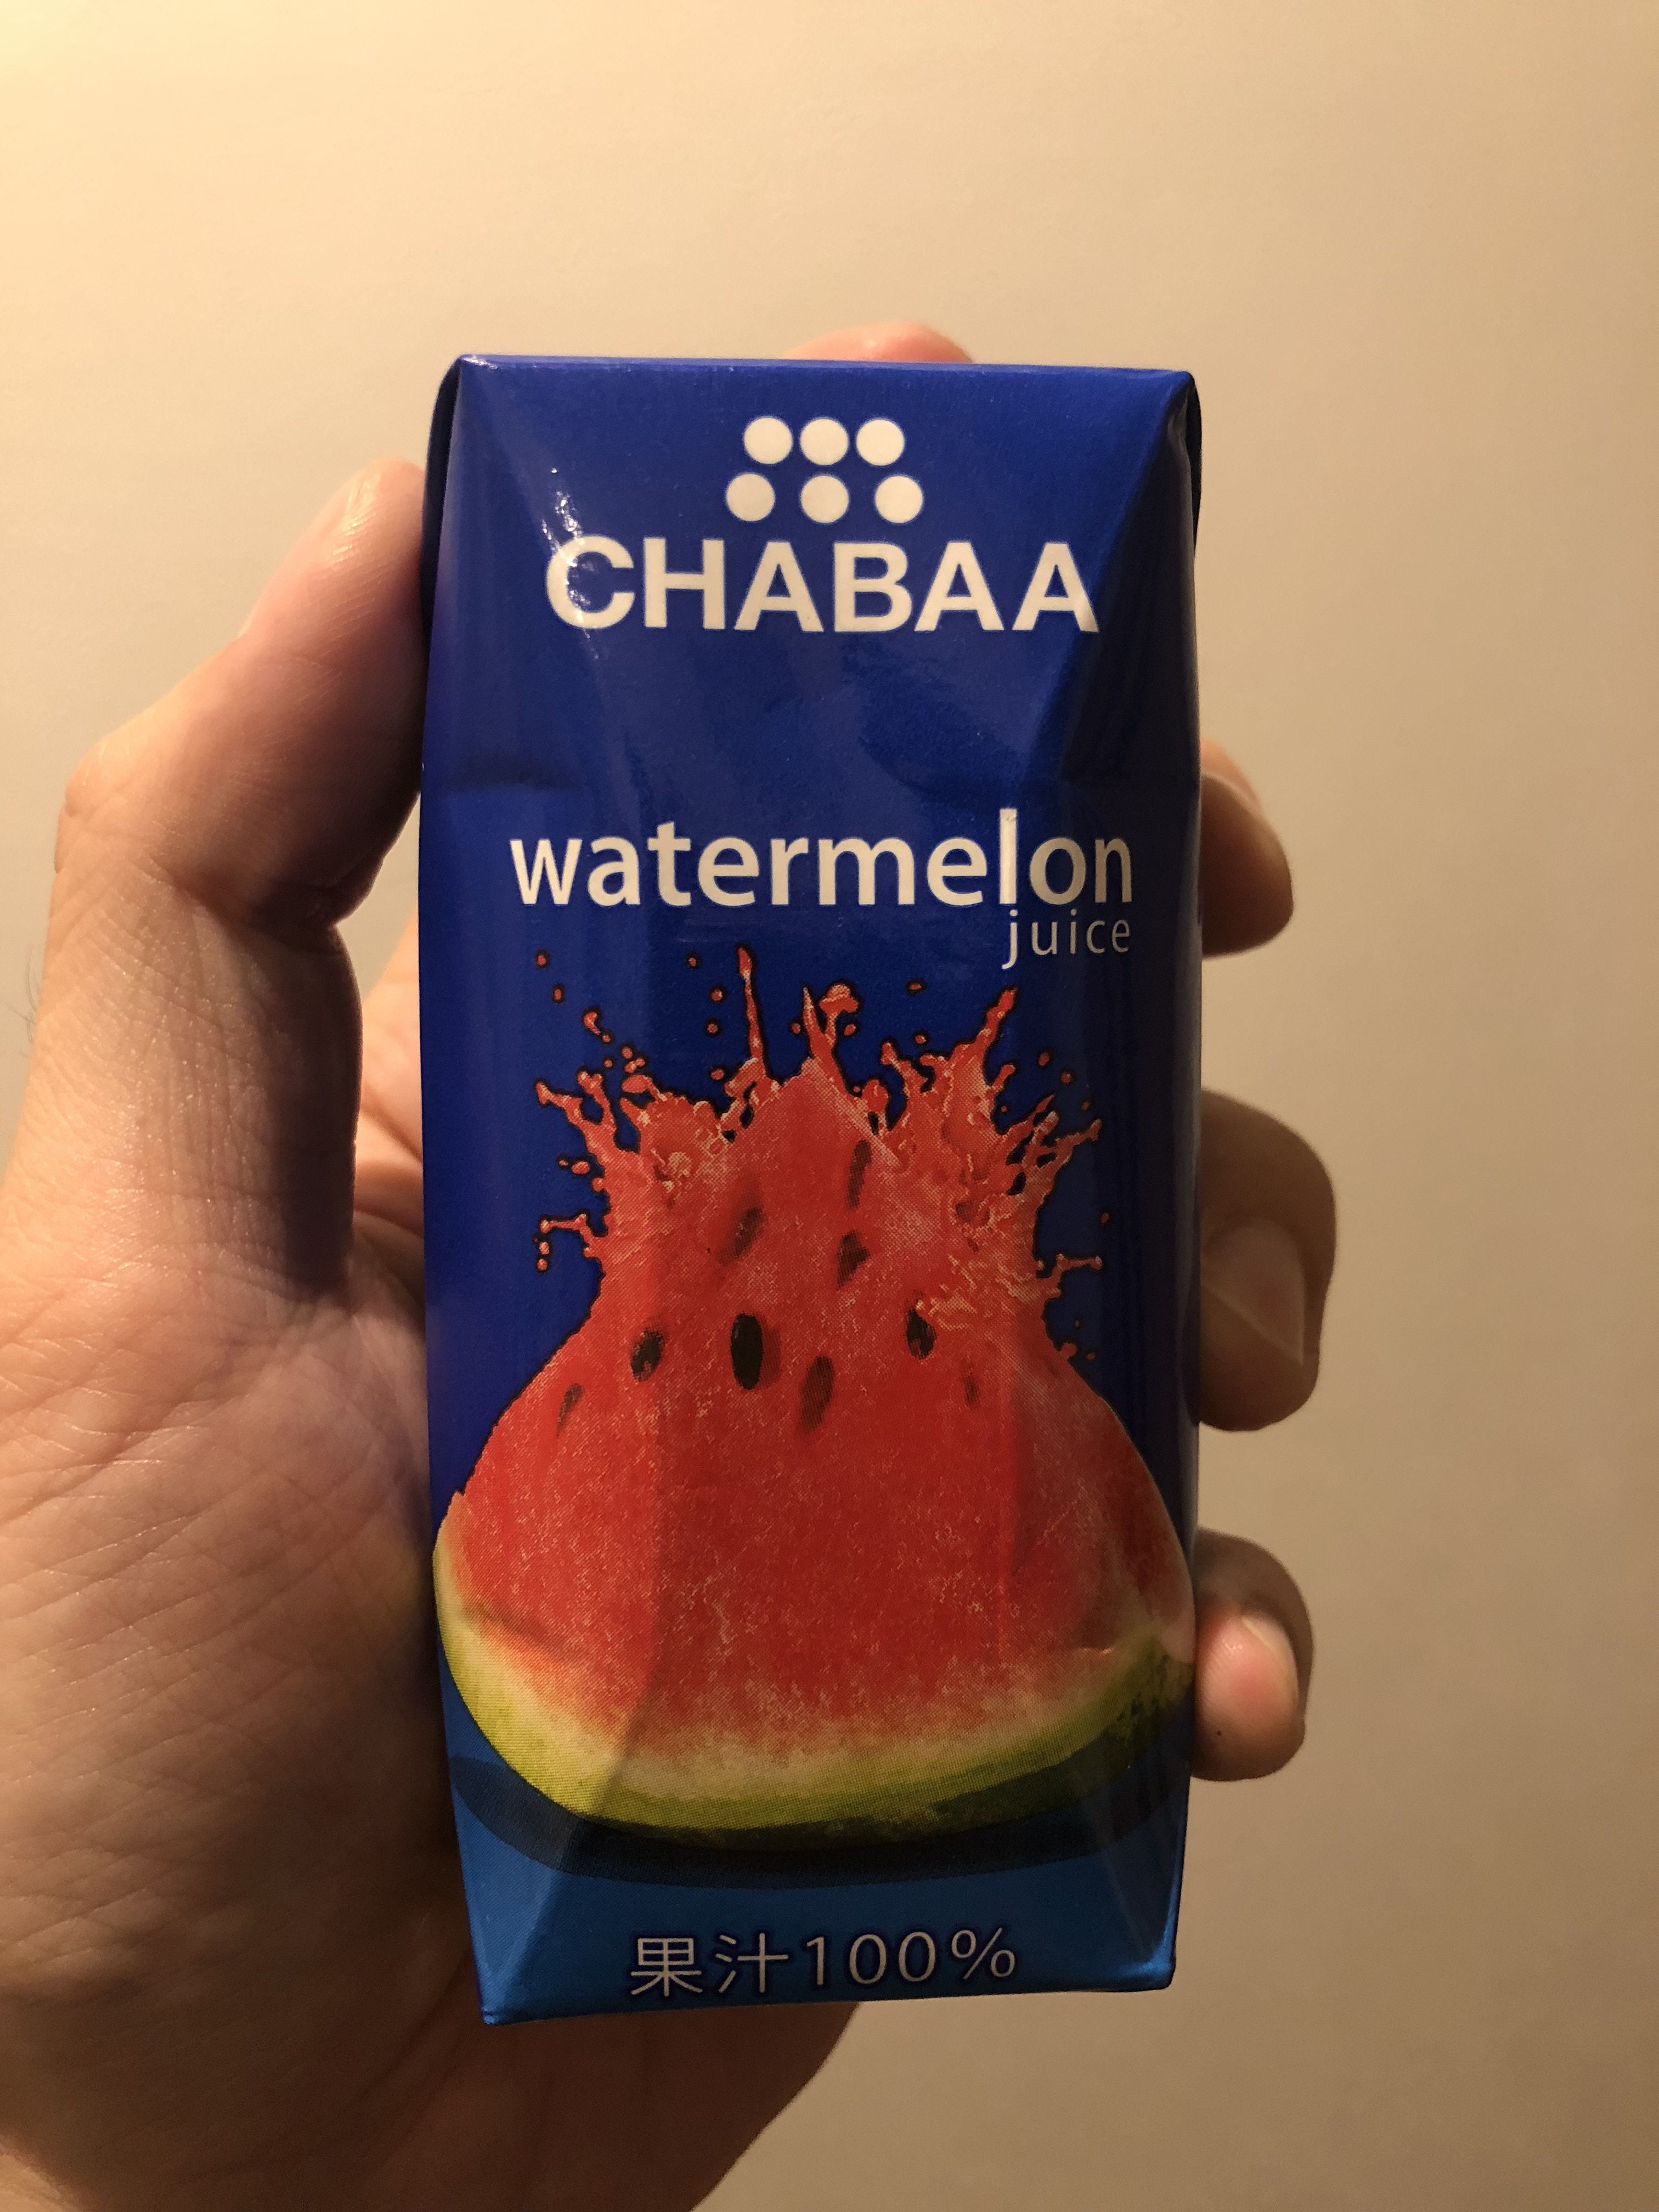 CHABAA
watermelon
juice
果汁100%